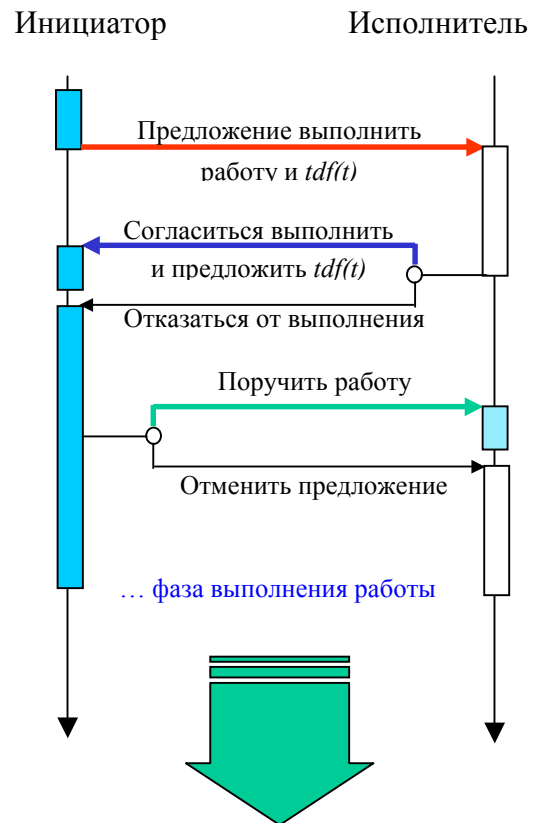 Инициатор
Исполнитель
Предложение выполнить
работу и tdf(t)
Согласиться выполнить
и предложить tdf(t)
Отказаться от выполнения
Поручить работу
Отменить предложение
… фаза выполнения работы